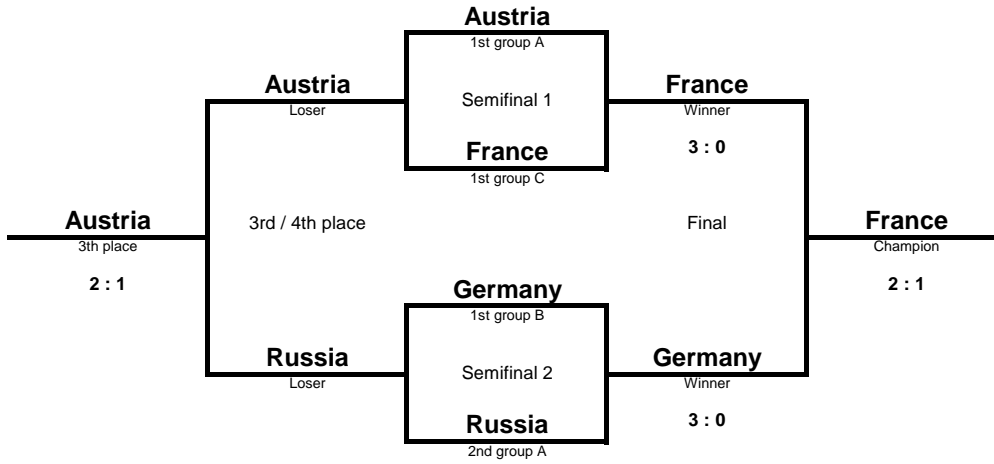 Austria
1st group A
Austria
Loser
Semifinal 1
France
Winner
3 : 0
France
1st group C
Austria
3th place
2 : 1
3rd / 4th place
Final
France
Champion
2 : 1
Germany
1st group B
Russia
Loser
Semifinal 2
Germany
Winner
3 : 0
Russia
2nd group A